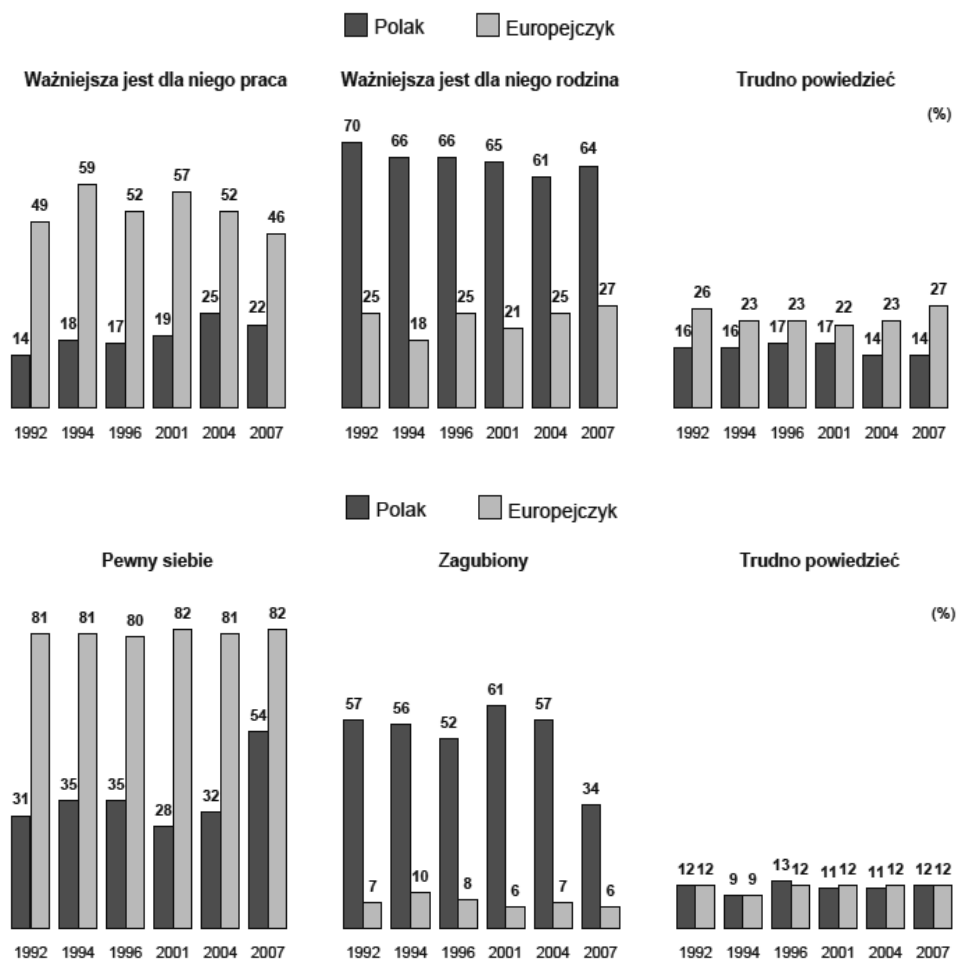 Polak Europejczyk
Ważniejsza jest dla niego praca Ważniejsza jest dla niego rodzina Trudno powiedzieć
(%)
14 49 18 59 17 52 19 57 25 52 22 46
70 25 66 18 66 25 65 21 61 25 64 27
16 26 16 23 17 23 17 22 14 23 14 27
1992 1994 1996 2001 2004 2007 1992 1994 1996 2001 2004 2007 1992 1994 1996 2001 2004 2007
Polak Europejczyk
Pewny siebie Zagubiony Trudno powiedzieć
(%)
31 81 35 81 35 80 28 82 32 81 54 82
57 7 56 10 52 8 61 6 57 7 34 6
12 12 9 9 13 12 11 12 11 12 12 12
1992 1994 1996 2001 2004 2007 1992 1994 1996 2001 2004 2007 1992 1994 1996 2001 2004 2007